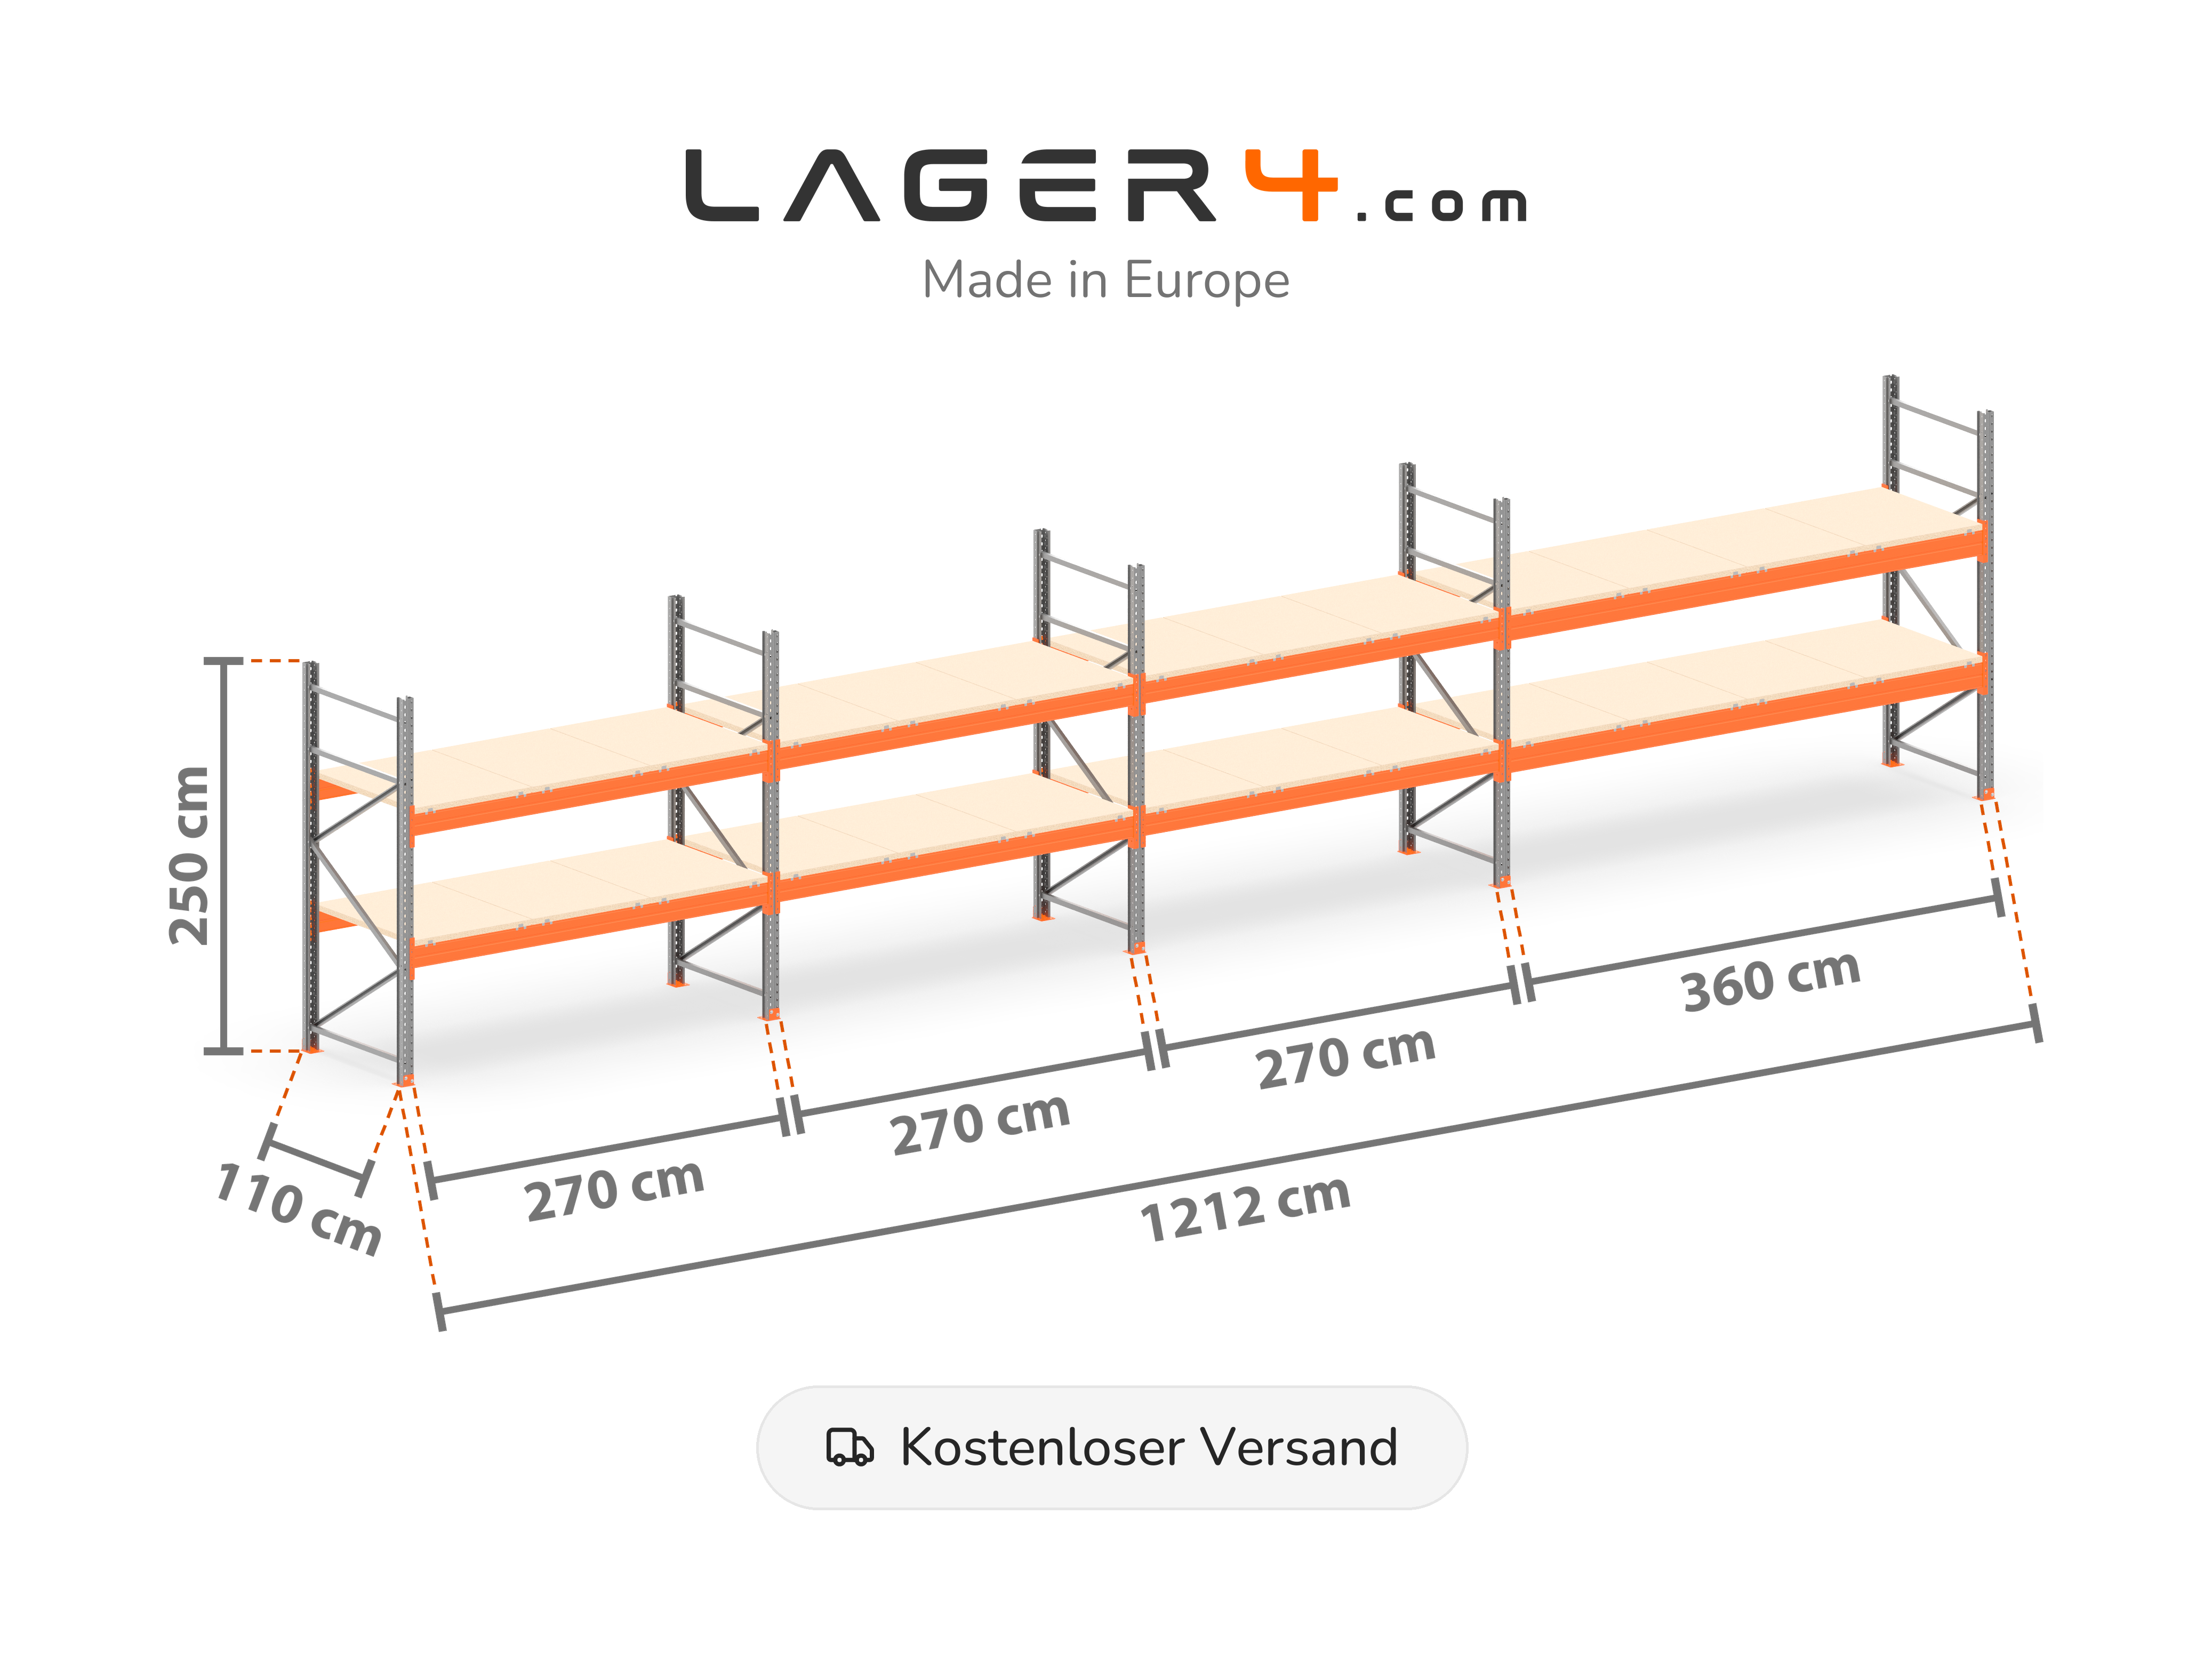 LAGER4.com
Made in Europe
250 cm
110 cm
270 cm
270 cm
270 cm
360 cm
1212 cm
Kostenloser Versand